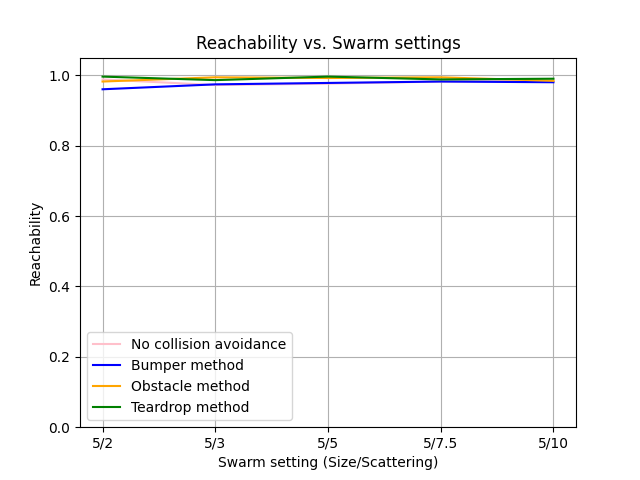 Reachability vs. Swarm settings
1.0
0.8
0.6
0.4
0.2
0.0
Reachability
No collision avoidance
Bumper method
Obstacle method
Teardrop method
5/2
5/3
5/5
5/7.5
5/10
Swarm setting (Size/Scattering)